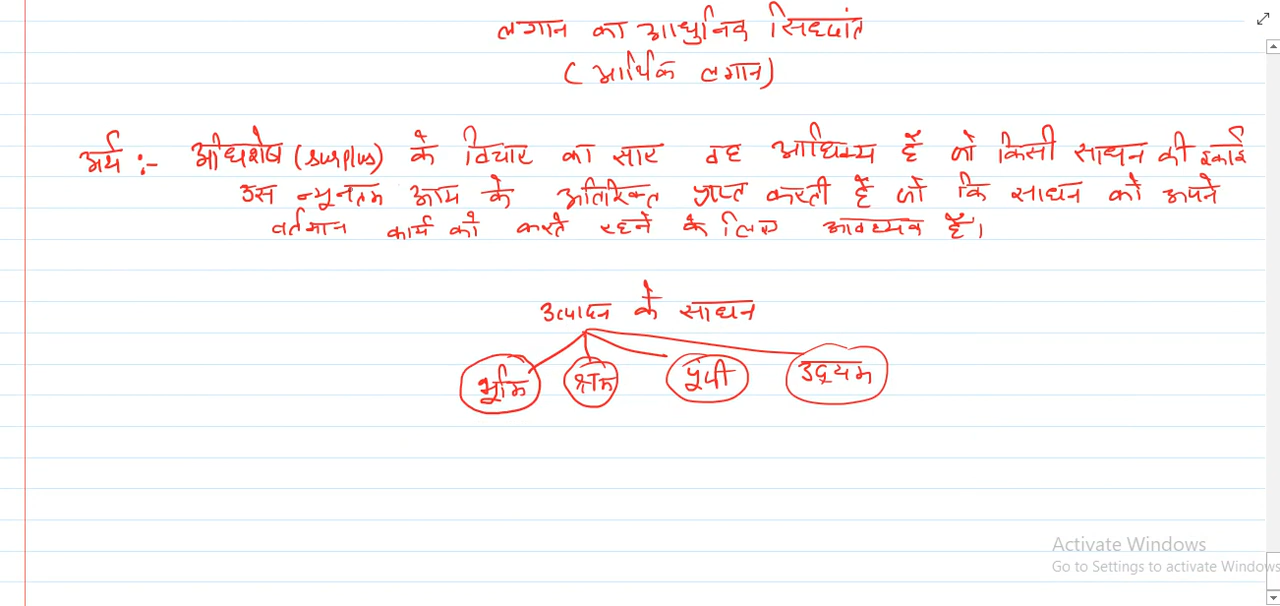 लगान का आधुनिक सिध्दांत
(आर्थिक लगान)
अर्थ :- अधिशेष (surplus) के विचार का सार वह आधिक्य है जो किसी साधन की इकाई
उस न्यूनतम आय के अतिरिक्त प्राप्त करती है जो कि साधन को अपने
वर्तमान कार्य को करते रहने के लिए आवश्यक है।
उत्पादन के साधन
भूमि श्रम पूंजी उद्यम
Activate Windows
Go to Settings to activate Windows